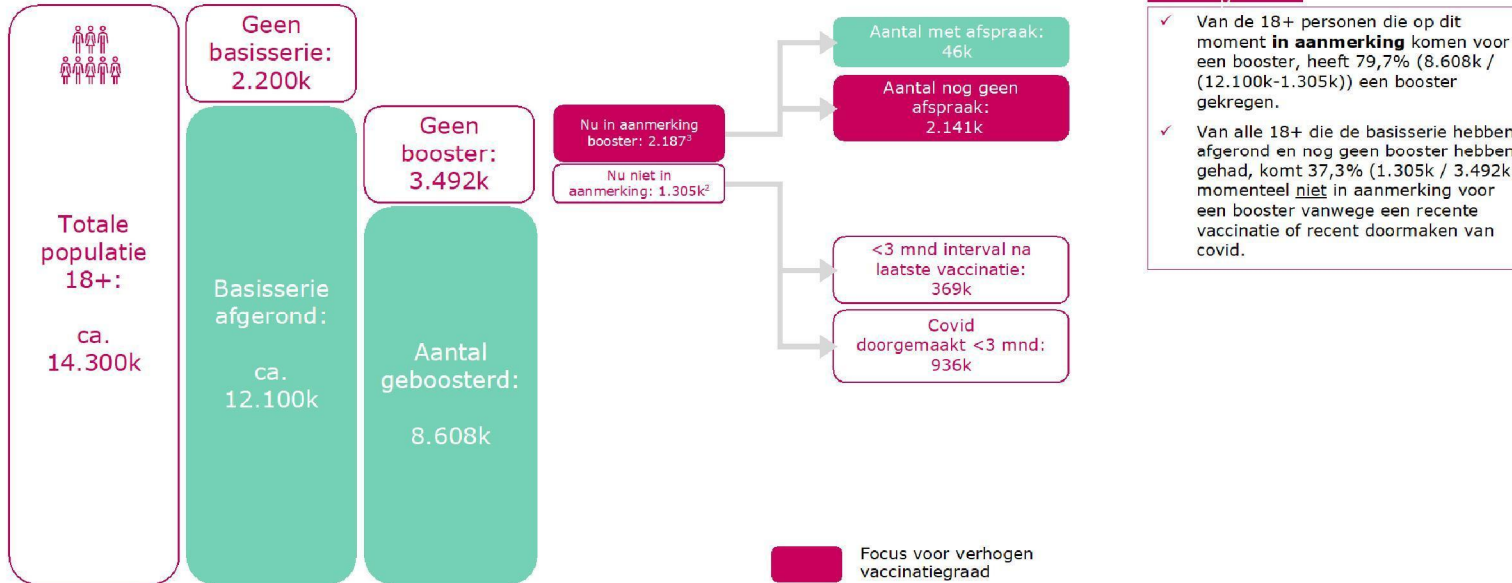 Totale
populatie
18+:
ca.
14.300k
Geen
basisserie:
2.200k
Basisserie
afgerond:
ca.
12.100k
Geen
booster:
3.492k
Aantal
geboosterd:
8.608k
Nu in aanmerking
booster: 2.187³
Nu niet in
aanmerking: 1.305k²
Aantal met afspraak:
46k
Aantal nog geen
afspraak:
2.141k
<3 mnd interval na
laatste vaccinatie:
369k
Covid
doorgemaakt <3 mnd:
936k
Focus voor verhogen
vaccinatiegraad
✓ Van de 18+ personen die op dit
moment in aanmerking komen voor
een booster, heeft 79,7% (8.608k /
(12.100k-1.305k)) een booster
gekregen.
✓ Van alle 18+ die de basisserie hebben
afgerond en nog geen booster hebben
gehad, komt 37,3% (1.305k / 3.492k
momenteel niet in aanmerking voor
een booster vanwege een recente
vaccinatie of recent doormaken van
covid.